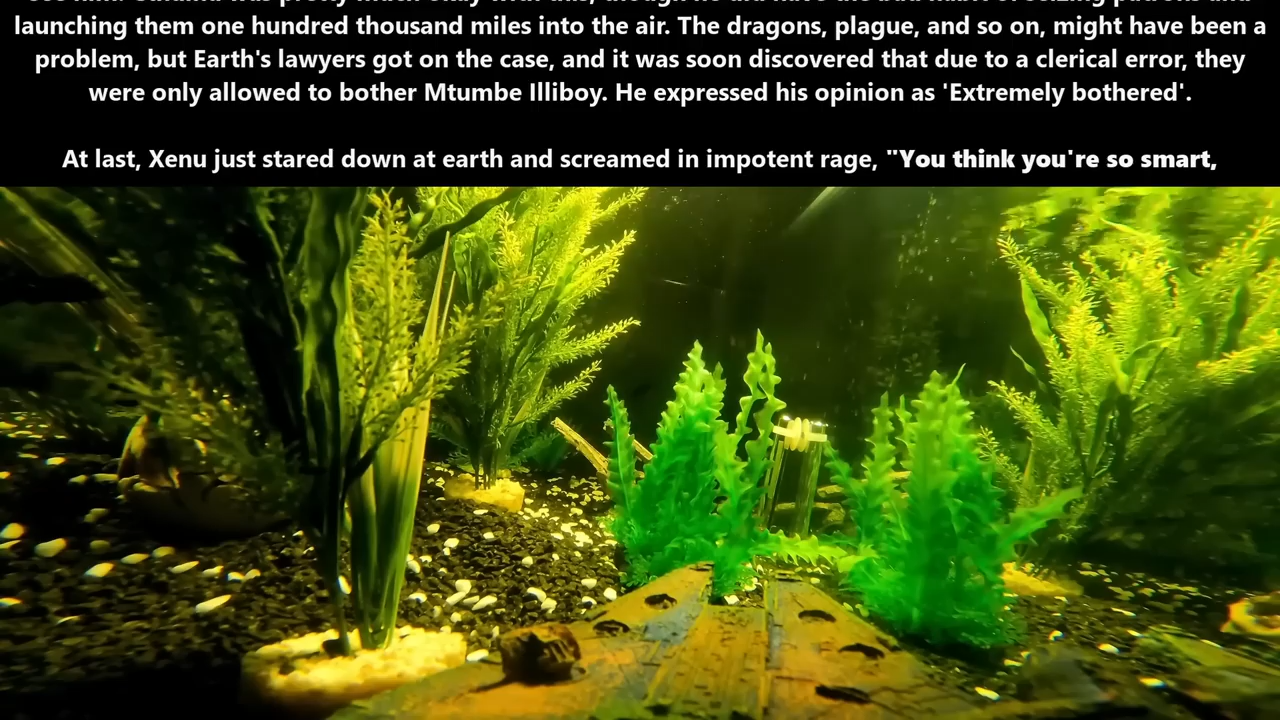 launching them one hundred thousand miles into the air. The dragons, plague, and so on, might have been a
problem, but Earth's lawyers got on the case, and it was soon discovered that due to a clerical error, they
were only allowed to bother Mtumbe Illiboy. He expressed his opinion as 'Extremely bothered'.
At last, Xenu just stared down at earth and screamed in impotent rage, "You think you're so smart,